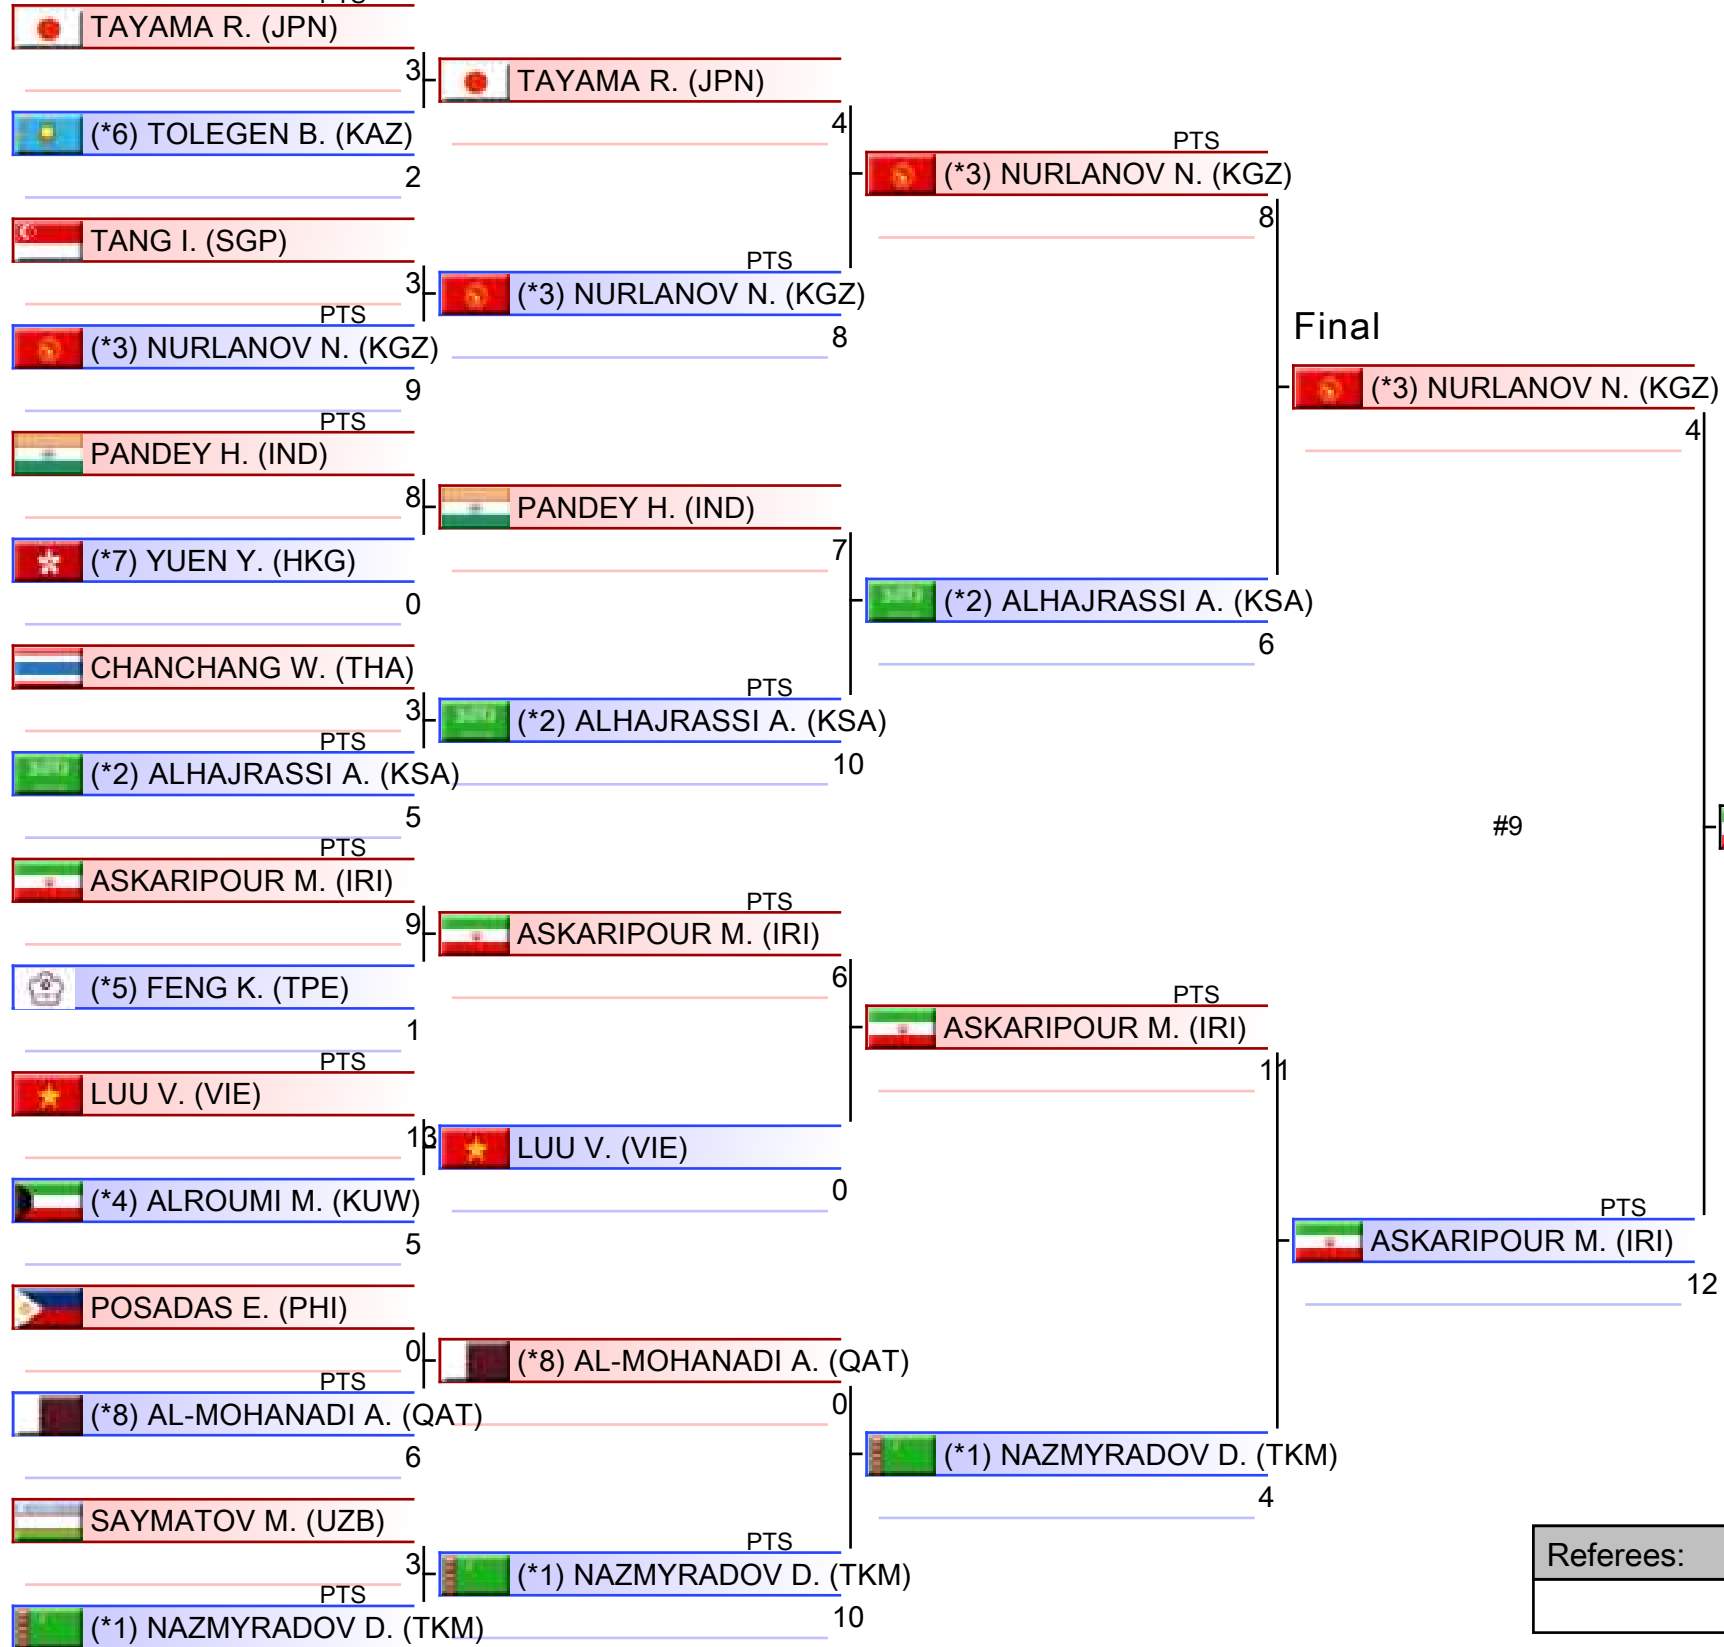 PTS
TAYAMA R. (JPN)
3
(*6) TOLEGEN B. (KAZ)
2
TANG I. (SGP)
3
PTS
(*3) NURLANOV N. (KGZ)
9
PTS
PANDEY H. (IND)
8
(*7) YUEN Y. (HKG)
0
CHANCHANG W. (THA)
3
PTS
(*2) ALHAJRASSI A. (KSA)
5
PTS
ASKARIPOUR M. (IRI)
9
(*5) FENG K. (TPE)
1
PTS
LUU V. (VIE)
13
(*4) ALROUMI M. (KUW)
5
POSADAS E. (PHI)
0
PTS
(*8) AL-MOHANADI A. (QAT)
6
SAYMATOV M. (UZB)
3
PTS
(*1) NAZMYRADOV D. (TKM)
TAYAMA R. (JPN)
4
PTS
(*3) NURLANOV N. (KGZ)
8
PANDEY H. (IND)
7
PTS
(*2) ALHAJRASSI A. (KSA)
10
PTS
ASKARIPOUR M. (IRI)
6
LUU V. (VIE)
0
(*8) AL-MOHANADI A. (QAT)
0
PTS
(*1) NAZMYRADOV D. (TKM)
10
PTS
(*3) NURLANOV N. (KGZ)
8
(*2) ALHAJRASSI A. (KSA)
6
PTS
ASKARIPOUR M. (IRI)
11
(*1) NAZMYRADOV D. (TKM)
4
Final
(*3) NURLANOV N. (KGZ)
4
#9
PTS
ASKARIPOUR M. (IRI)
12
Referees: